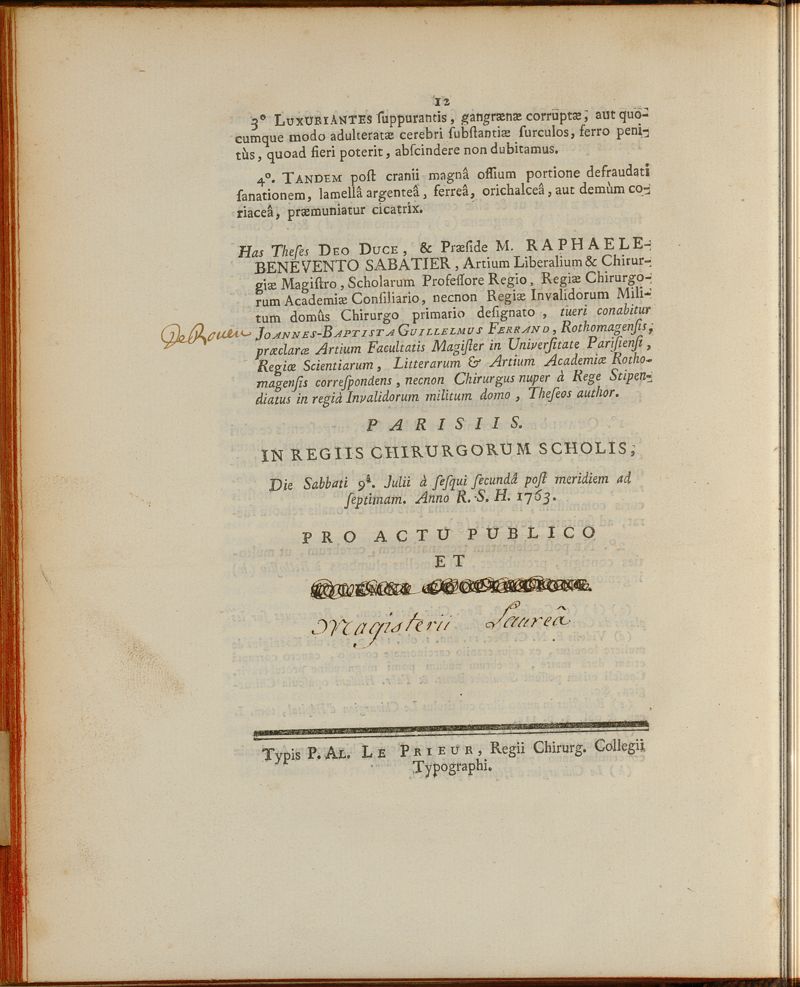 12
3° LUXURIANTES ſuppurantis, gangrænæ corruptæ, aut quo-
cumque modo adulteratæ cerebri ſubſtantiæ ſurculos, ferro peni-
tùs, quoad fieri poterit, abſcindere non dubitamus.
4°. TANDEM poſt cranii magnâ oſſium portione defraudati
ſanationem, lamellâ argenteâ, ferreâ, orichalceâ, aut demùm co-
riaceâ, præmuniatur cicatrix.
Has Theſes DEO DUCE, & Præſide M. RAPHAELE-
BENEVENTO SABATIER, Artium Liberalium & Chirur-
giæ Magiſtro, Scholarum Profeſſore Regio, Regiæ Chirurgo-
rum Academiæ Conſiliario, necnon Regiæ Invalidorum Mili-
tum domûs Chirurgo primario deſignato, tueri conabitur
De Rouen JOANNES-BAPTISTA GUILLELMUS FERRAND, Rothomagenſis,
præclaræ Artium Facultatis Magiſter in Univerſitate Pariſienſi,
Regiæ Scientiarum, Litterarum & Artium Academiæ Rotho-
magenſis correſpondens, necnon Chirurgus nuper à Rege Stipen-
diatus in regiâ Invalidorum militum domo, Theſeos author.
PARISIIS.
IN REGIIS CHIRURGORUM SCHOLIS,
Die Sabbati 9ª. Julii à ſeſqui ſecundâ poſt meridiem ad
ſeptimam. Anno R. S. H. 1763.
PRO ACTU PUBLICO
ET
Magisterii Laureâ
Typis P. AL. LE PRIEUR, Regii Chirurg. Collegii
Typographi.